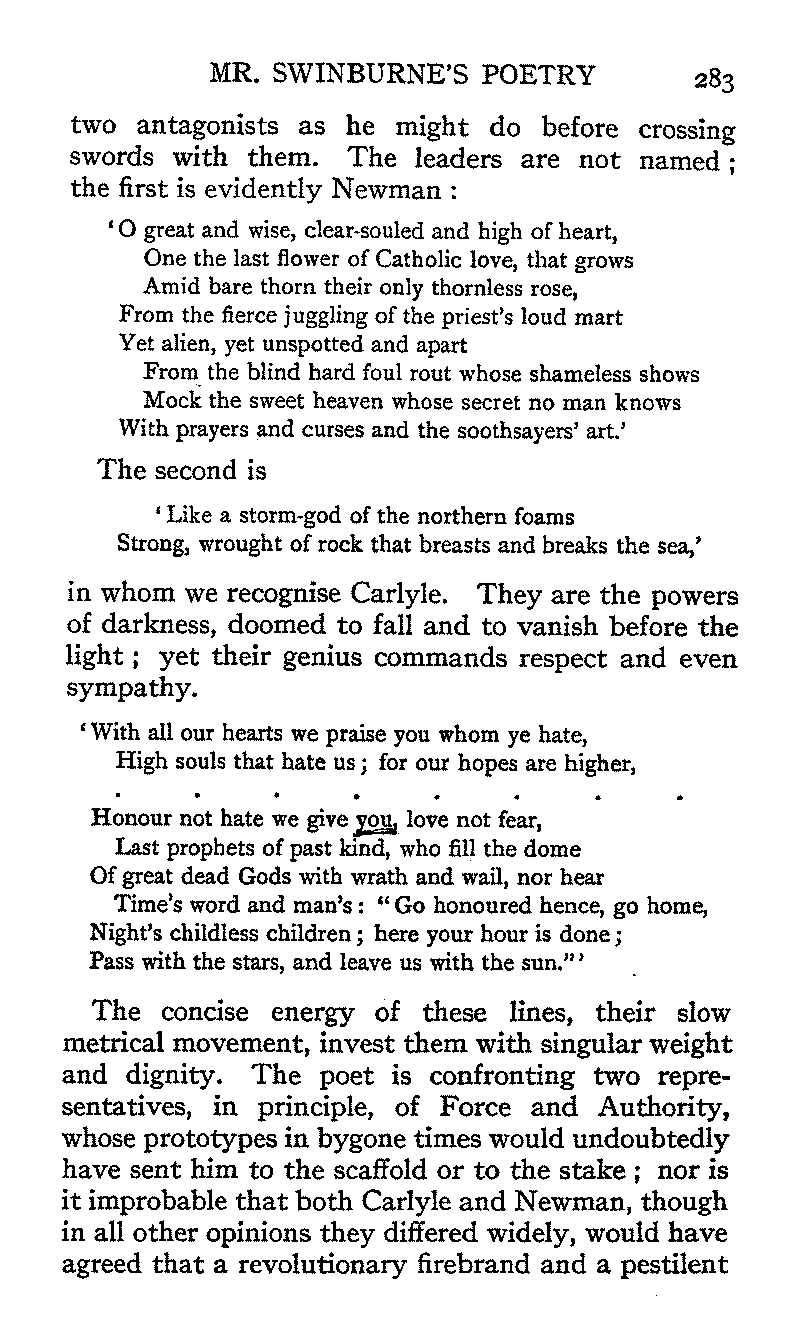 MR. SWINBURNE'S POETRY 283
two antagonists as he might do before crossing
swords with them. The leaders are not named ;
the first is evidently Newman :
‘O great and wise, clear-souled and high of heart,
One the last flower of Catholic love, that grows
Amid bare thorn their only thornless rose,
From the fierce juggling of the priest's loud mart
Yet alien, yet unspotted and apart
From the blind hard foul rout whose shameless shows
Mock the sweet heaven whose secret no man knows
With prayers and curses and the soothsayers' art.’
The second is
‘Like a storm-god of the northern foams
Strong, wrought of rock that breasts and breaks the sea,’
in whom we recognise Carlyle. They are the powers
of darkness, doomed to fall and to vanish before the
light ; yet their genius commands respect and even
sympathy.
‘With all our hearts we praise you whom ye hate,
High souls that hate us ; for our hopes are higher,
. . . . . . . .
Honour not hate we give you, love not fear,
Last prophets of past kind, who fill the dome
Of great dead Gods with wrath and wail, nor hear
Time's word and man's : “Go honoured hence, go home,
Night's childless children ; here your hour is done ;
Pass with the stars, and leave us with the sun.”’
The concise energy of these lines, their slow
metrical movement, invest them with singular weight
and dignity. The poet is confronting two repre-
sentatives, in principle, of Force and Authority,
whose prototypes in bygone times would undoubtedly
have sent him to the scaffold or to the stake ; nor is
it improbable that both Carlyle and Newman, though
in all other opinions they differed widely, would have
agreed that a revolutionary firebrand and a pestilent